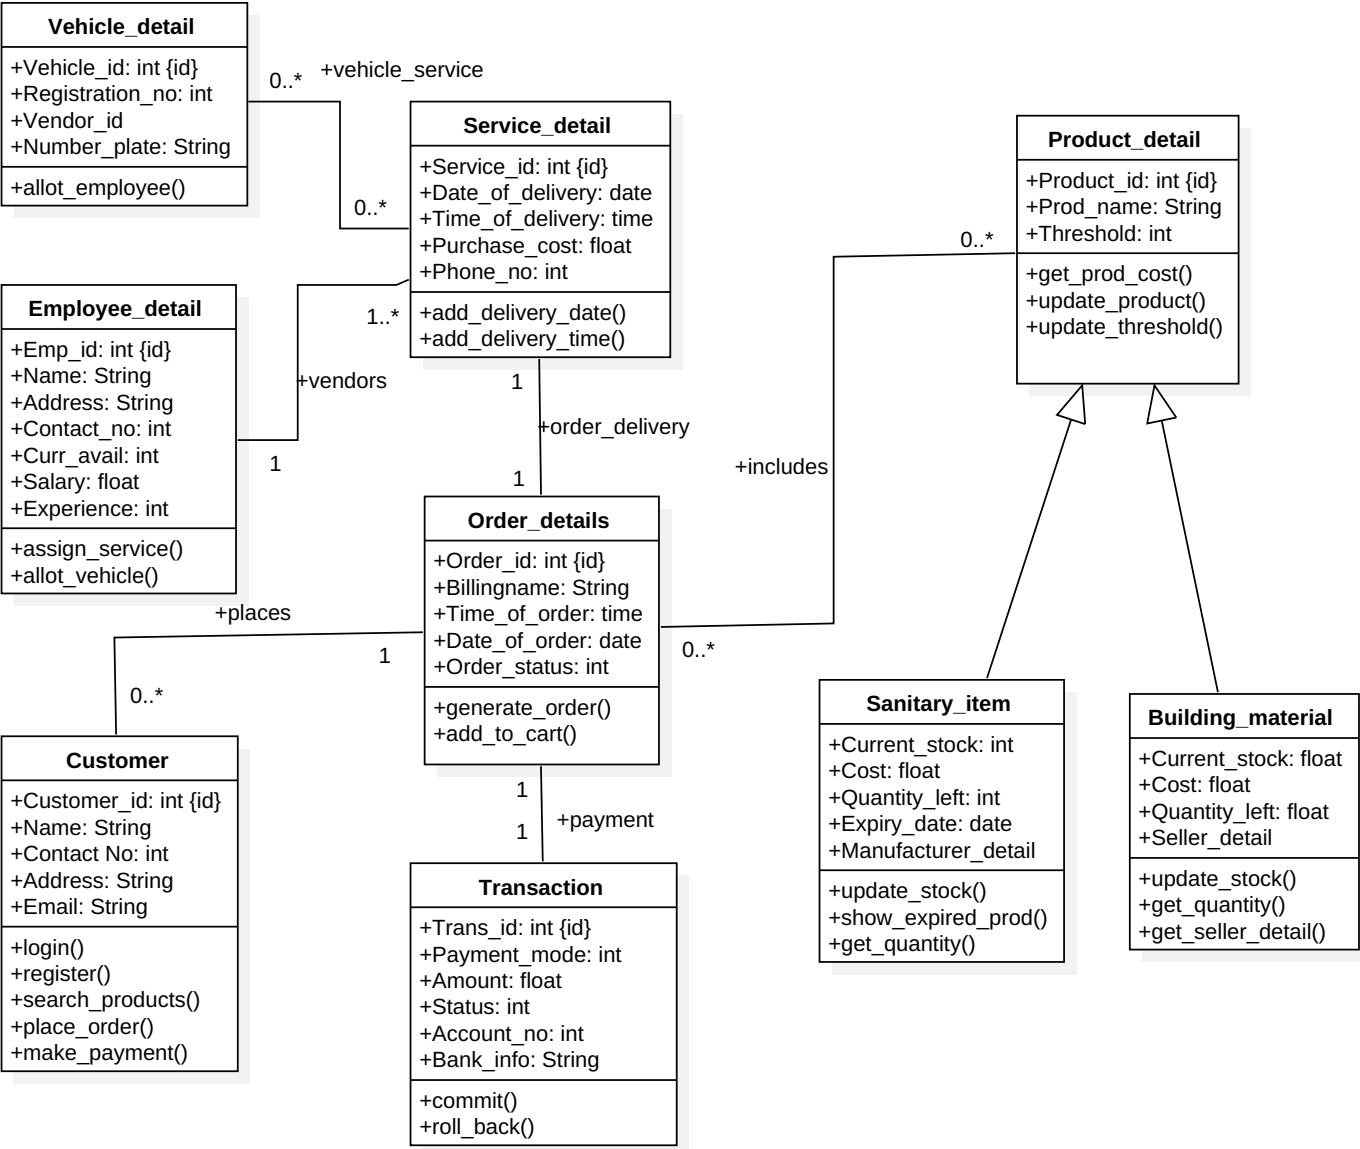 Vehicle_detail
+Vehicle_id: int {id}
+Registration_no: int
+Vendor_id
+Number_plate: String
+allot_employee()
0..*
+vehicle_service
0..*
Service_detail
+Service_id: int {id}
+Date_of_delivery: date
+Time_of_delivery: time
+Purchase_cost: float
+Phone_no: int
+add_delivery_date()
+add_delivery_time()
Product_detail
+Product_id: int {id}
+Prod_name: String
+Threshold: int
+get_prod_cost()
+update_product()
+update_threshold()
0..*
Employee_detail
+Emp_id: int {id}
+Name: String
+Address: String
+Contact_no: int
+Curr_avail: int
+Salary: float
+Experience: int
+assign_service()
+allot_vehicle()
1..*
+vendors
1
1
+order_delivery
1
+includes
0..*
Order_details
+Order_id: int {id}
+Billingname: String
+Time_of_order: time
+Date_of_order: date
+Order_status: int
+generate_order()
+add_to_cart()
+places
1
0..*
Customer
+Customer_id: int {id}
+Name: String
+Contact No: int
+Address: String
+Email: String
+login()
+register()
+search_products()
+place_order()
+make_payment()
1
+payment
1
Transaction
+Trans_id: int {id}
+Payment_mode: int
+Amount: float
+Status: int
+Account_no: int
+Bank_info: String
+commit()
+roll_back()
Sanitary_item
+Current_stock: int
+Cost: float
+Quantity_left: int
+Expiry_date: date
+Manufacturer_detail
+update_stock()
+show_expired_prod()
+get_quantity()
Building_material
+Current_stock: float
+Cost: float
+Quantity_left: float
+Seller_detail
+update_stock()
+get_quantity()
+get_seller_detail()